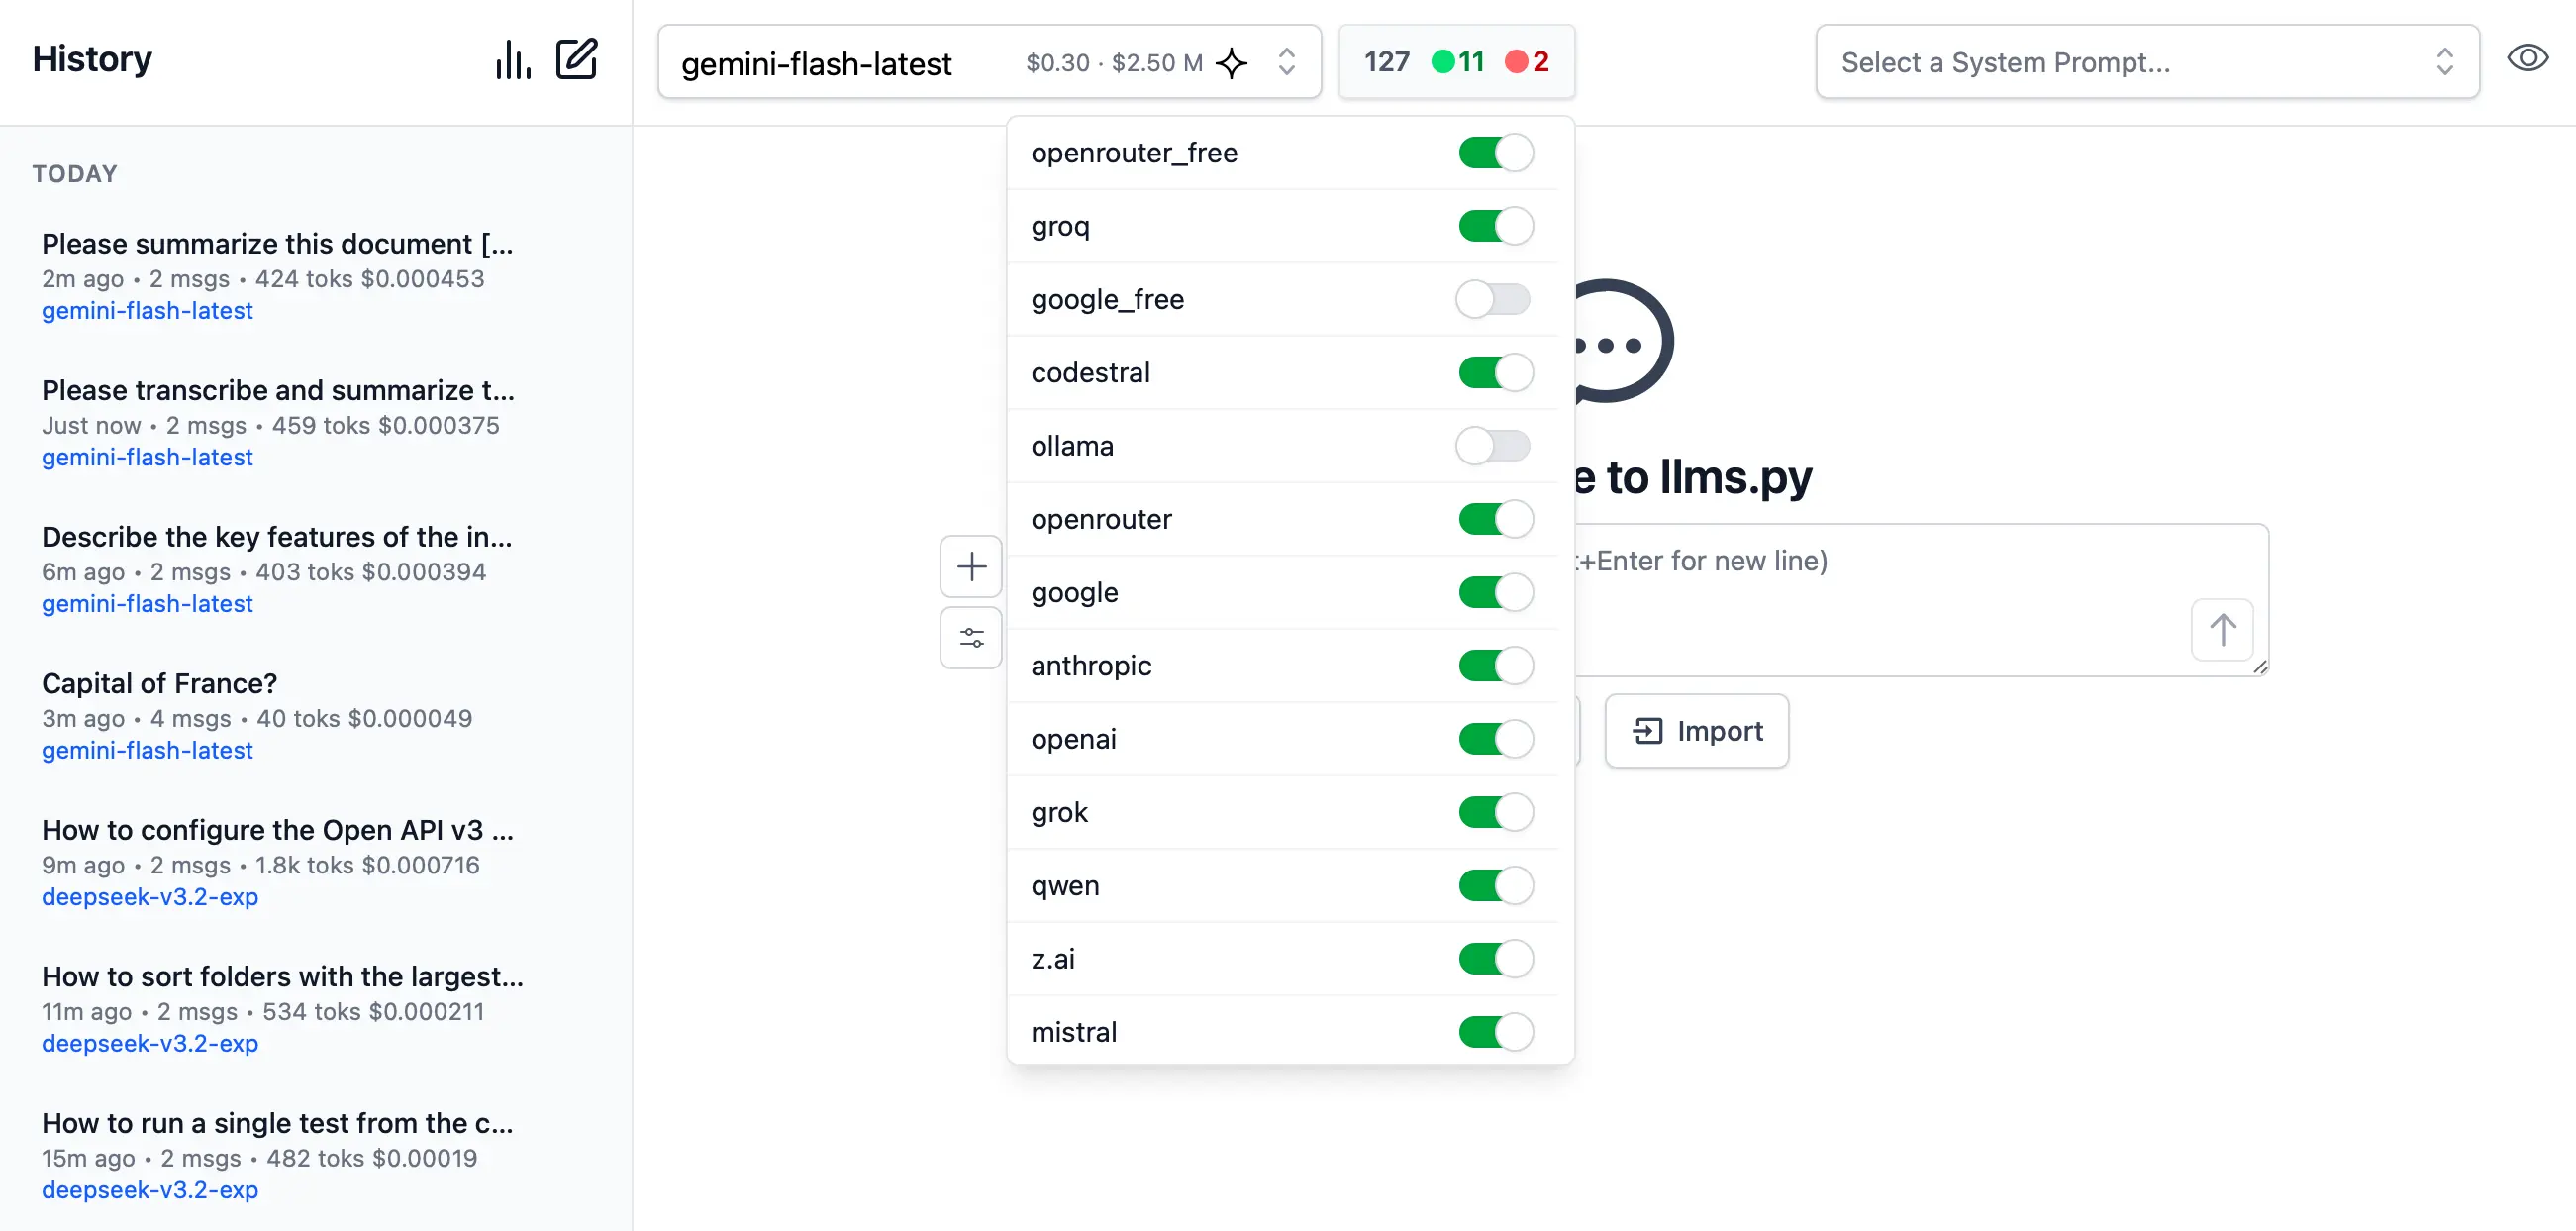 History
gemini-flash-latest $0.30 · $2.50 M
127 11 2
Select a System Prompt...
TODAY
Please summarize this document [...
2m ago • 2 msgs • 424 toks $0.000453
gemini-flash-latest
Please transcribe and summarize t...
Just now • 2 msgs • 459 toks $0.000375
gemini-flash-latest
Describe the key features of the in...
6m ago • 2 msgs • 403 toks $0.000394
gemini-flash-latest
Capital of France?
3m ago • 4 msgs • 40 toks $0.000049
gemini-flash-latest
How to configure the Open API v3 ...
9m ago • 2 msgs • 1.8k toks $0.000716
deepseek-v3.2-exp
How to sort folders with the largest...
11m ago • 2 msgs • 534 toks $0.000211
deepseek-v3.2-exp
How to run a single test from the c...
15m ago • 2 msgs • 482 toks $0.00019
deepseek-v3.2-exp
openrouter_free
groq
google_free
codestral
ollama
openrouter
google
anthropic
openai
grok
qwen
z.ai
mistral
e to llms.py
t+Enter for new line)
Import